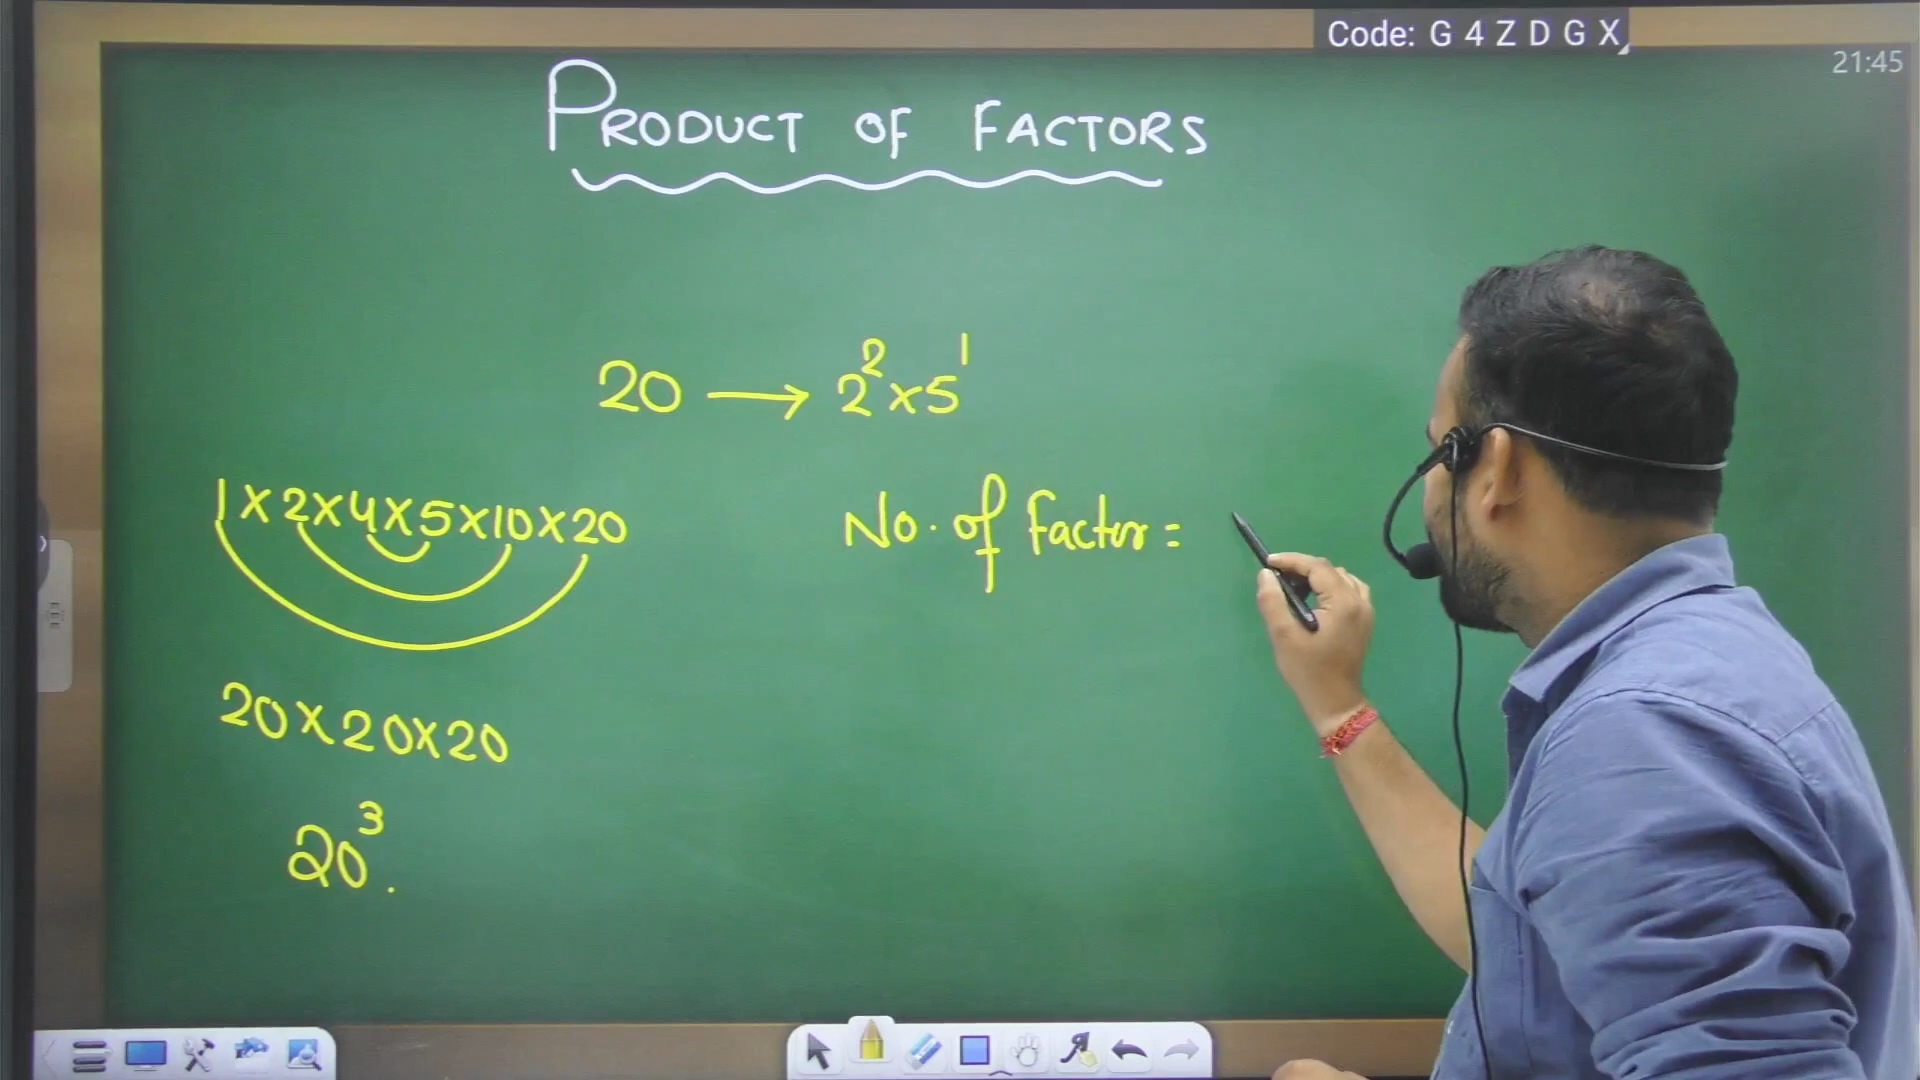 Code: G 4 Z D G X
21:45
PRODUCT OF FACTORS
20 → 2² x 5¹
1 x 2 x 4 x 5 x 10 x 20
No. of Factor =
20 x 20 x 20
20³.